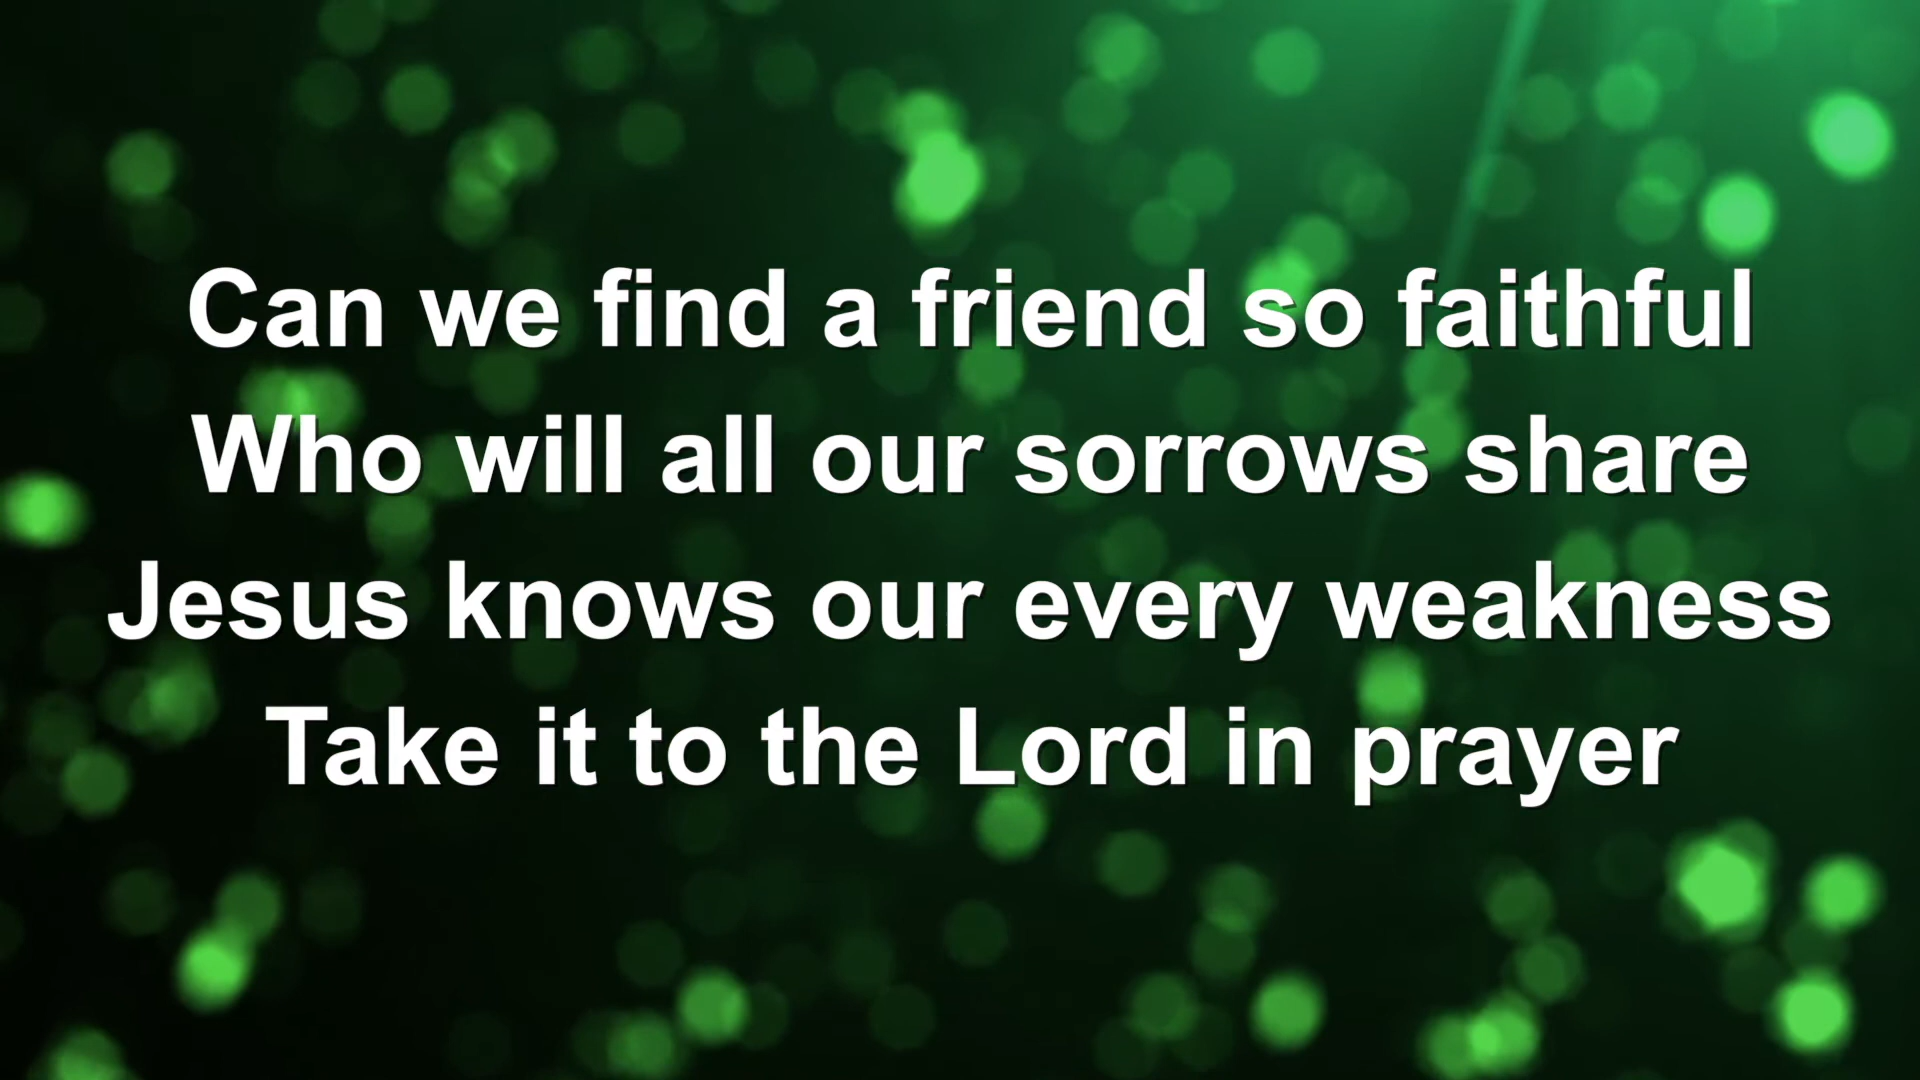 Can we find a friend so faithful
Who will all our sorrows share
Jesus knows our every weakness
Take it to the Lord in prayer